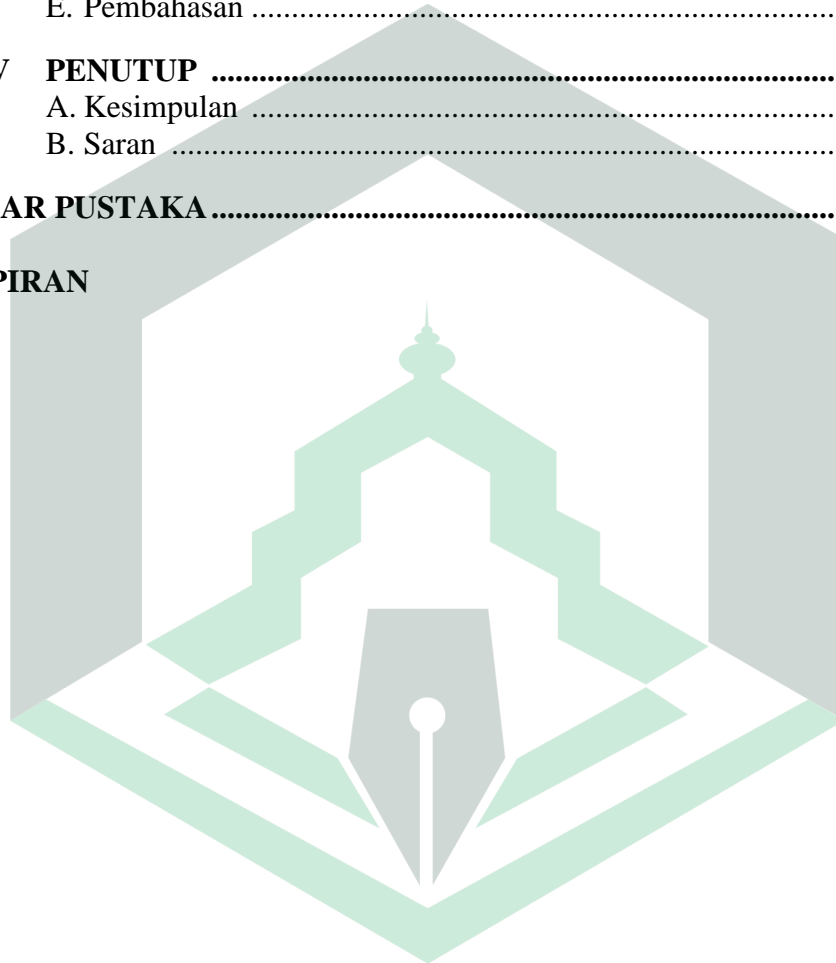 E. Pembahasan ........................................................................
V PENUTUP ..............................................................................
A. Kesimpulan .......................................................................
B. Saran .................................................................................
AR PUSTAKA ..............................................................................
PIRAN